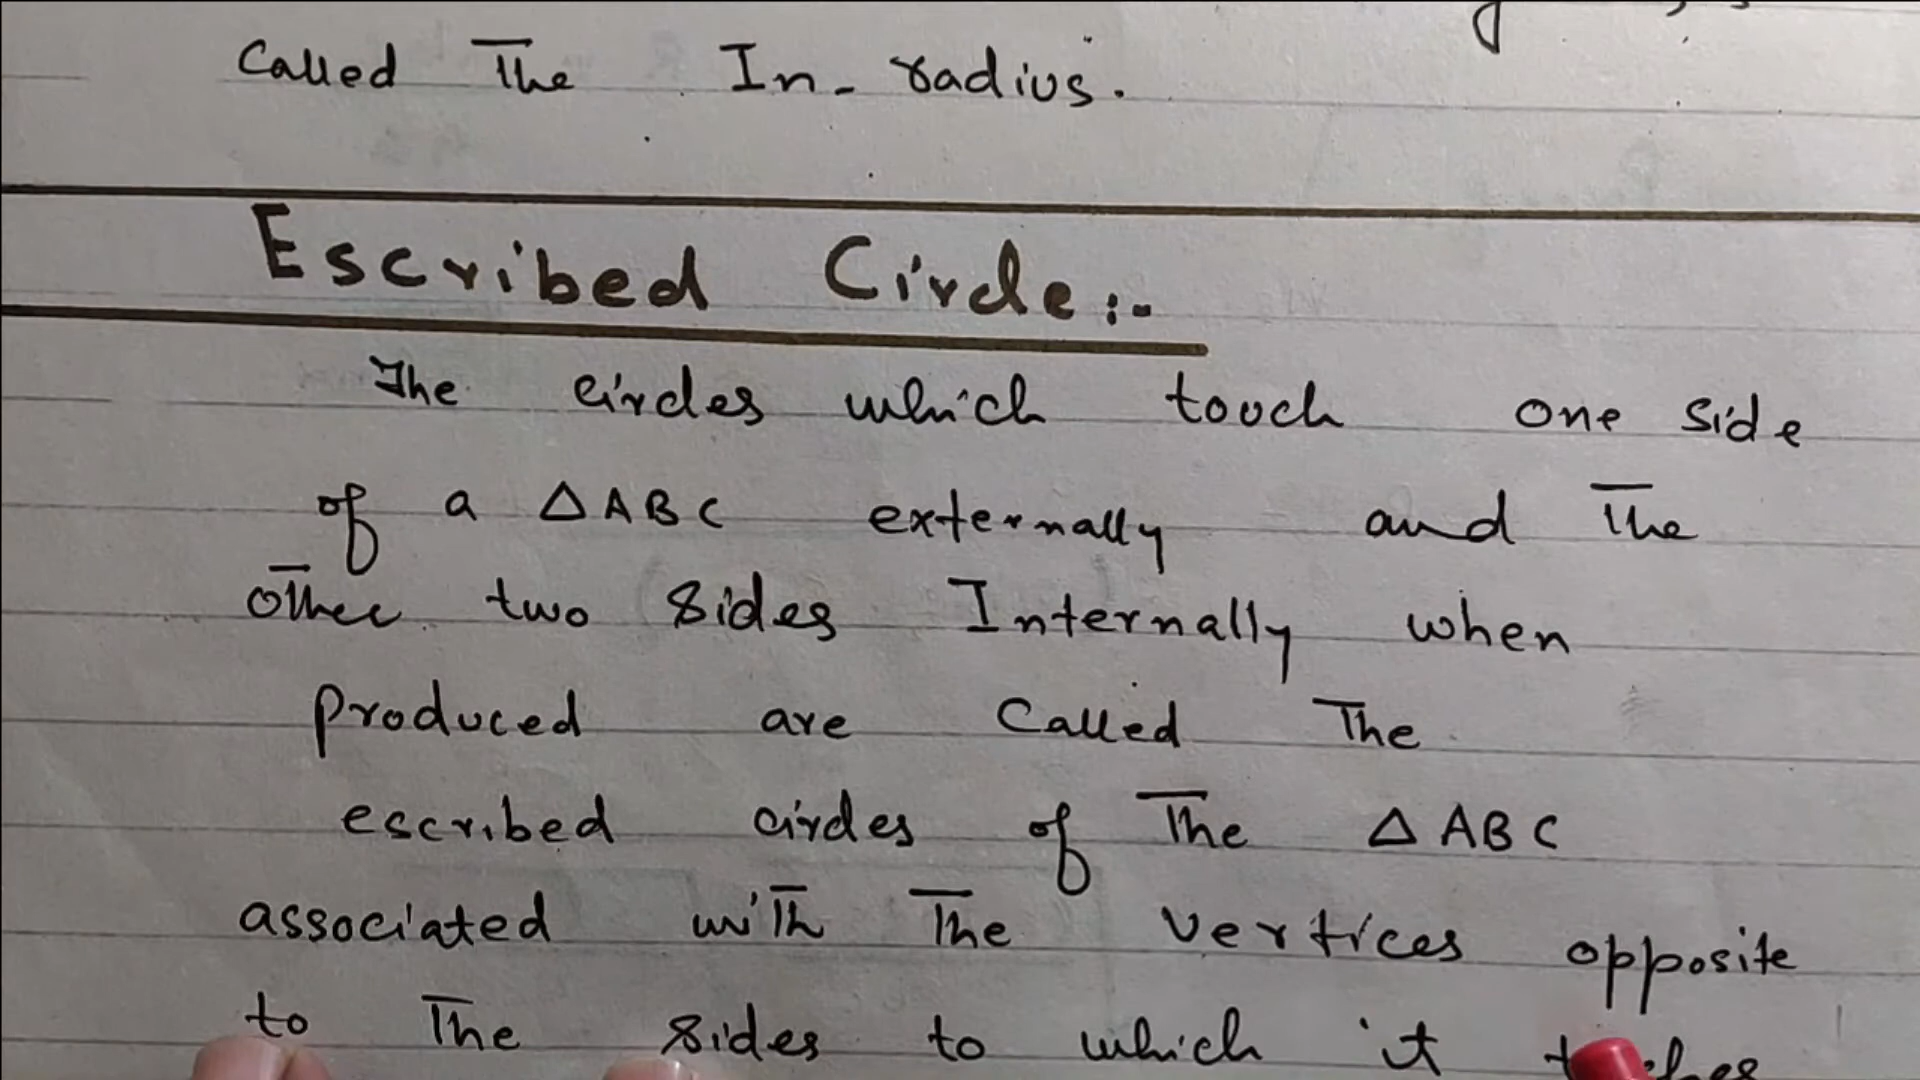 Called The In-radius.
Escribed Circle:-
The circles which touch one side
of a △ABC externally and The
other two sides Internally when
produced are Called The
escribed circles of The △ABC
associated with The vertices opposite
to The sides to which it